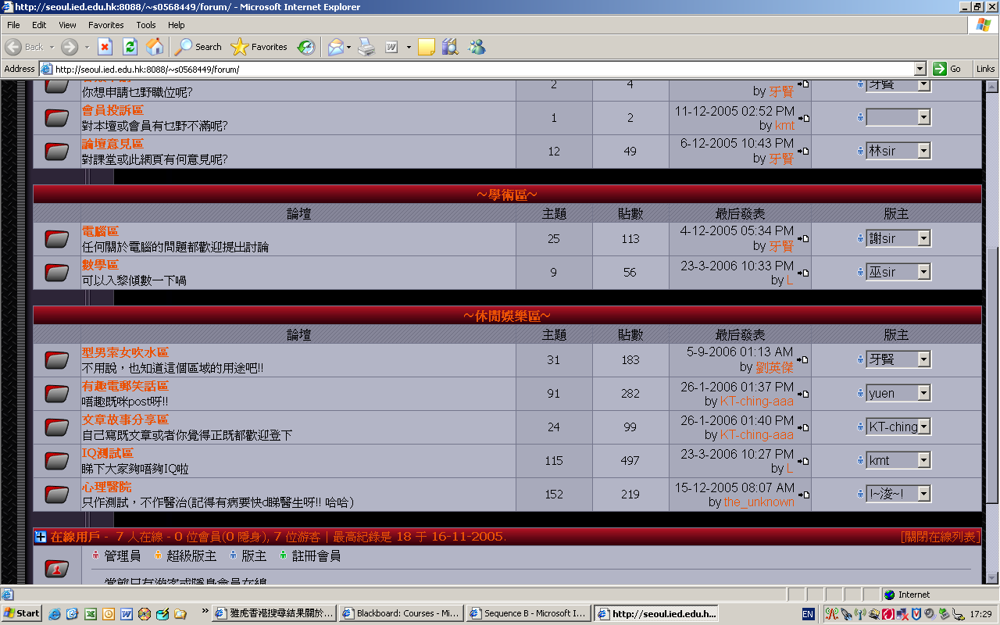 http://seoul.ied.edu.hk:8088/~s0568449/forum/ - Microsoft Internet Explorer
File Edit View Favorites Tools Help
Back Search Favorites
Address http://seoul.ied.edu.hk:8088/~s0568449/forum/ Go Links
你想申請乜野職位呢? 2 4 by 牙賢 牙賢
會員投訴區 11-12-2005 02:52 PM
對本壇或會員有乜野不滿呢? 1 2 by kmt
論壇意見區 6-12-2005 10:43 PM
對課堂或此網頁有何意見呢? 12 49 by 牙賢 林sir
~學術區~
論壇 主題 貼數 最后發表 版主
電腦區 4-12-2005 05:34 PM
任何關於電腦的問題都歡迎提出討論 25 113 by 牙賢 謝sir
數學區 23-3-2006 10:33 PM
可以入黎傾數一下喎 9 56 by L 巫sir
~休閒娛樂區~
論壇 主題 貼數 最后發表 版主
型男索女吹水區 5-9-2006 01:13 AM
不用說，也知道這個區域的用途吧!! 31 183 by 劉英傑 牙賢
有趣電郵笑話區 26-1-2006 01:37 PM
唔趣既咪post呀!! 91 282 by KT-ching-aaa yuen
文章故事分享區 26-1-2006 01:40 PM
自己寫既文章或者你覺得正既都歡迎登下 24 99 by KT-ching-aaa KT-ching
IQ測試區 23-3-2006 10:27 PM
睇下大家夠唔夠IQ啦 115 497 by L kmt
心理醫院 15-12-2005 08:07 AM
只作測試，不作醫治(記得有病要快d睇醫生呀!! 哈哈) 152 219 by the_unknown !~浚~!
在線用戶 - 7 人在線 - 0 位會員(0 隱身), 7 位游客 | 最高紀錄是 18 于 16-11-2005. [關閉在線列表]
管理員 超級版主 版主 註冊會員
當前只有游客或隱身會員在線
Internet
Start » 雅虎香港搜尋結果關於... Blackboard: Courses - Mi... Sequence B - Microsoft I... http://seoul.ied.edu.h... EN 17:29